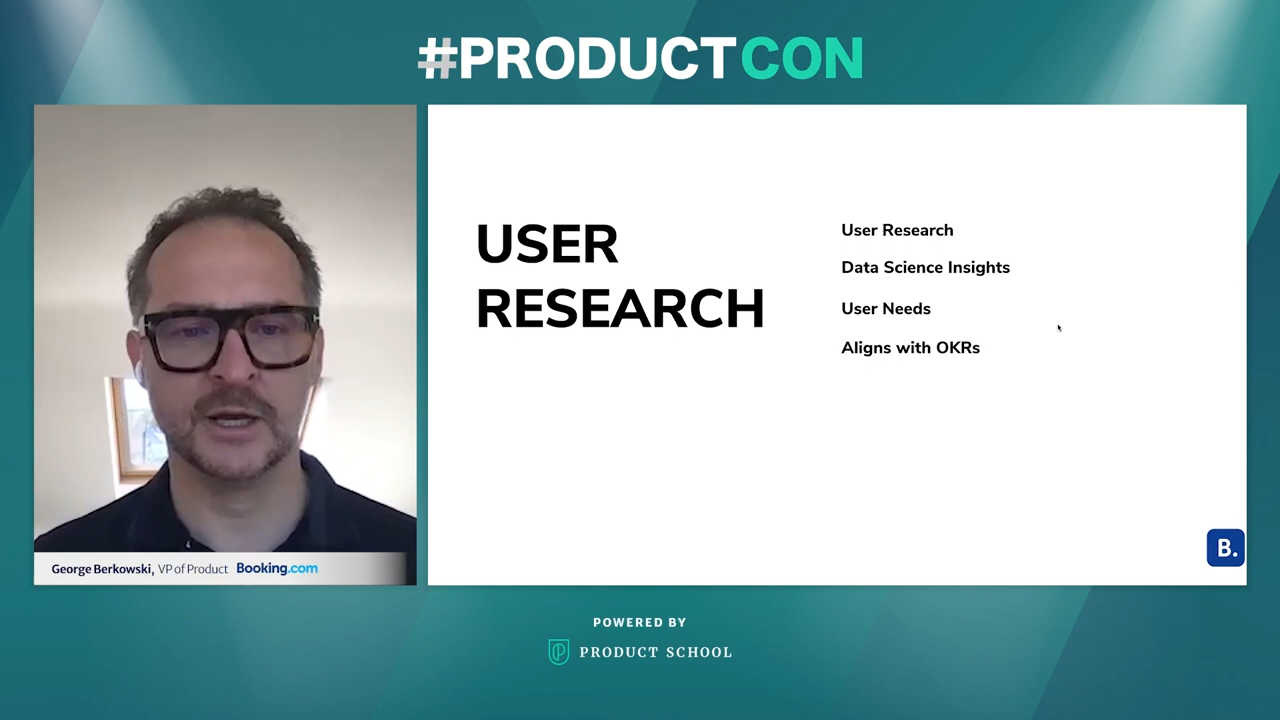 #PRODUCTCON
USER
RESEARCH
User Research
Data Science Insights
User Needs
Aligns with OKRs
B.
George Berkowski, VP of Product Booking.com
POWERED BY
PRODUCT SCHOOL